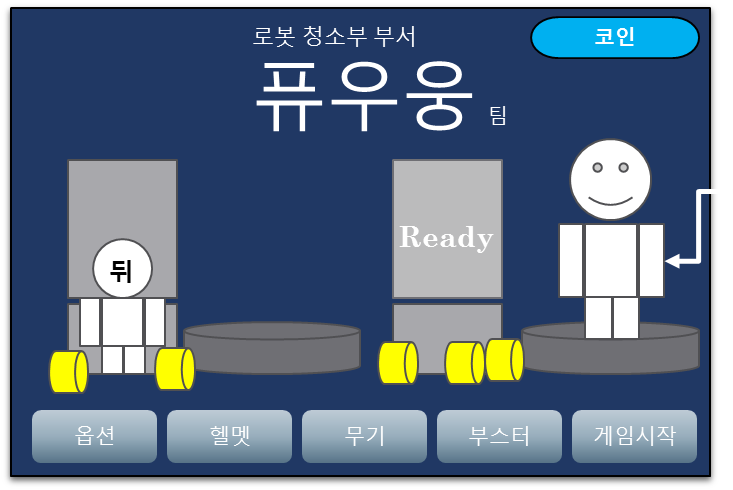 로봇 청소부 부서
코인
퓨우웅 팀
뒤
Ready
옵션
헬멧
무기
부스터
게임시작